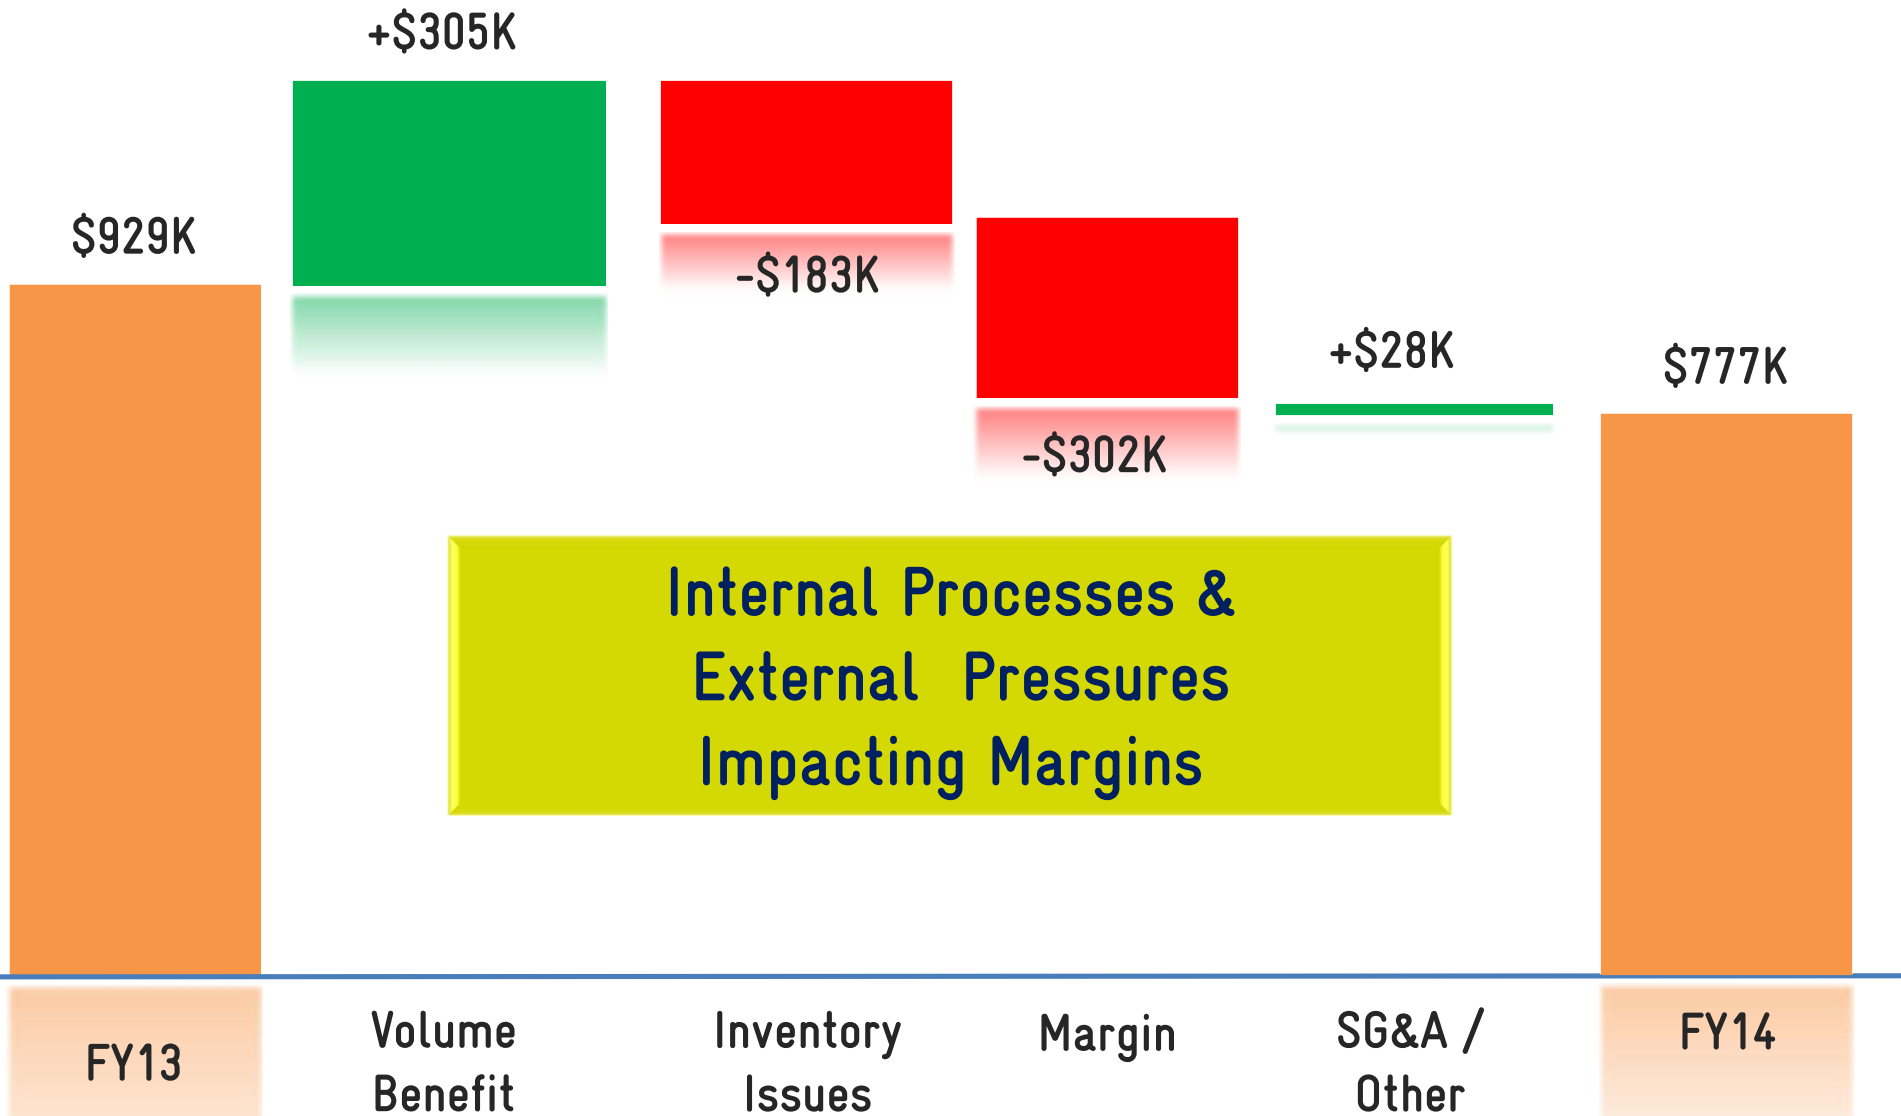 +$305K
$929K
-$183K
-$302K
+$28K
$777K
Internal Processes &
External Pressures
Impacting Margins
FY13
Volume
Benefit
Inventory
Issues
Margin
SG&A /
Other
FY14